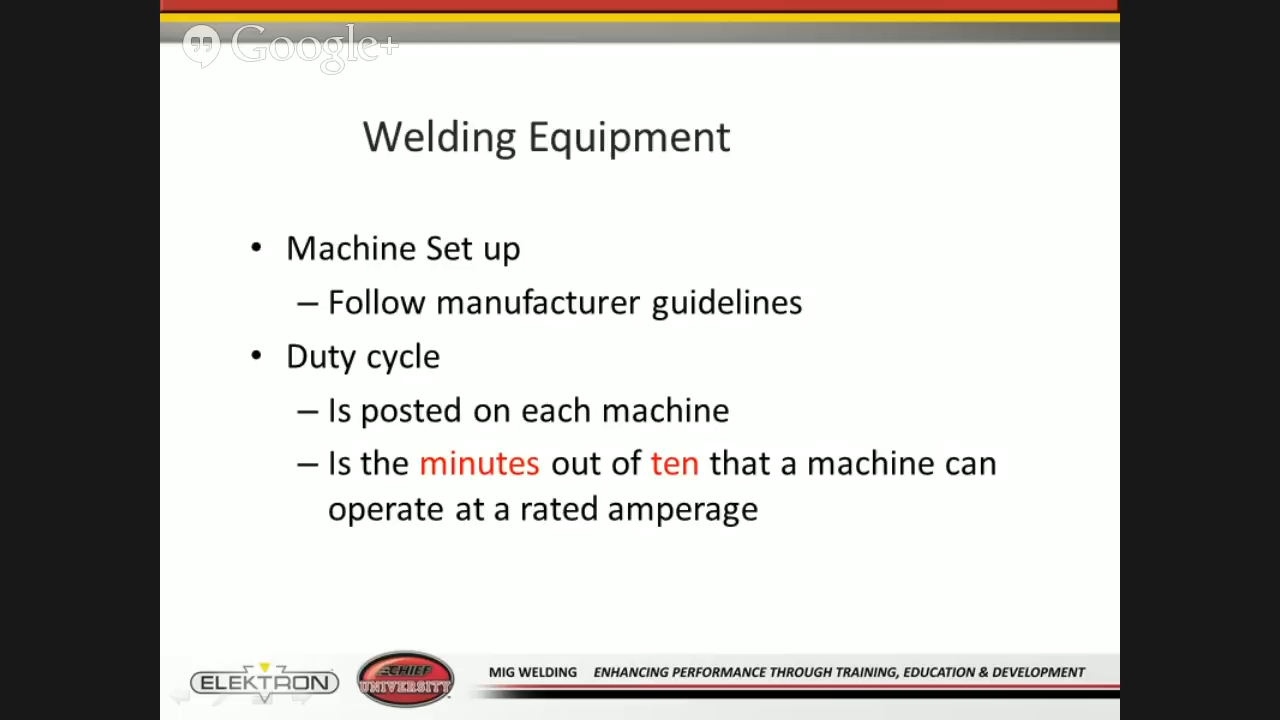 Google+
Welding Equipment
• Machine Set up
– Follow manufacturer guidelines
• Duty cycle
– Is posted on each machine
– Is the minutes out of ten that a machine can
operate at a rated amperage
ELEKTRON
CHIEF
UNIVERSITY
MIG WELDING ENHANCING PERFORMANCE THROUGH TRAINING, EDUCATION & DEVELOPMENT